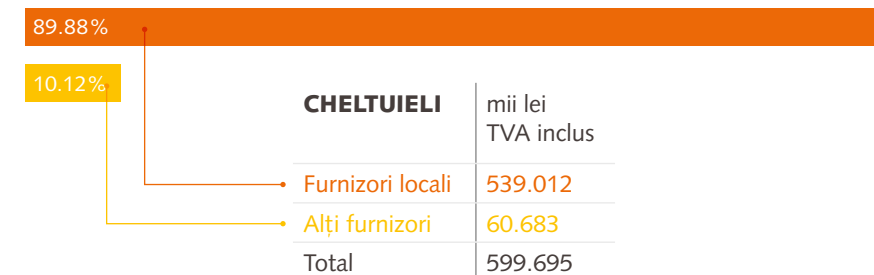 89.88%
10.12%
CHELTUIELI mii lei
TVA inclus
Furnizori locali 539.012
Alți furnizori 60.683
Total 599.695